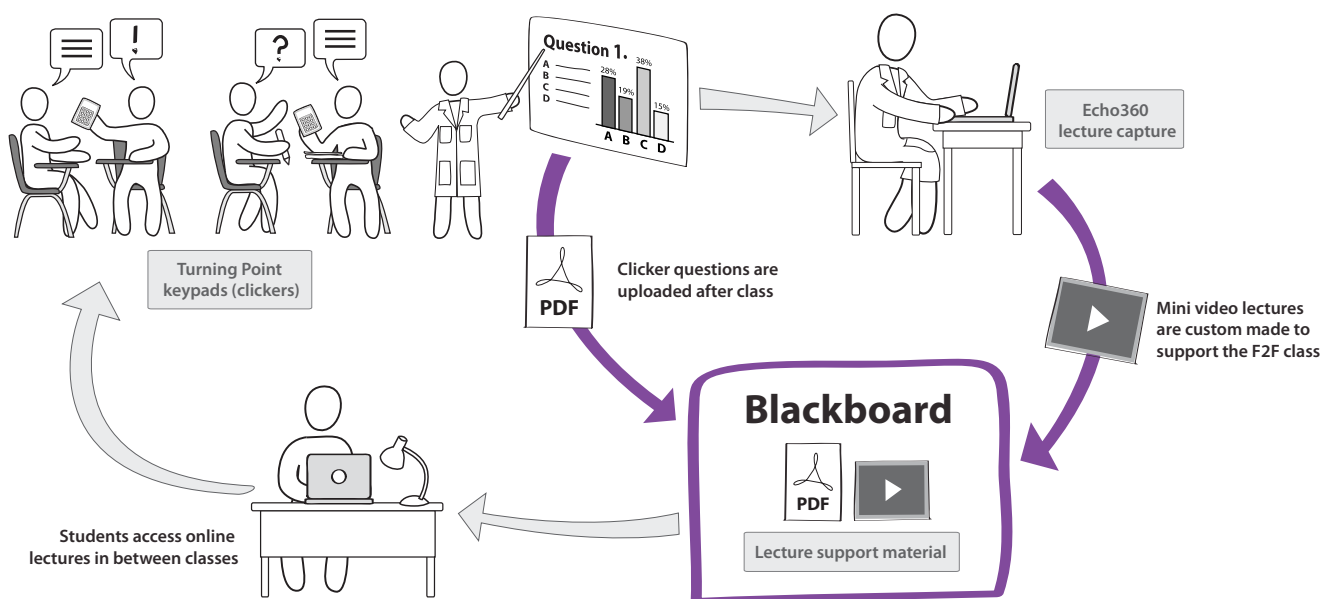 !
?
Question 1.
A
B
C
D
28%
19%
38%
15%
A B C D
Echo360
lecture capture
Turning Point
keypads (clickers)
PDF
Clicker questions are
uploaded after class
Mini video lectures
are custom made to
support the F2F class
Blackboard
PDF
Lecture support material
Students access online
lectures in between classes